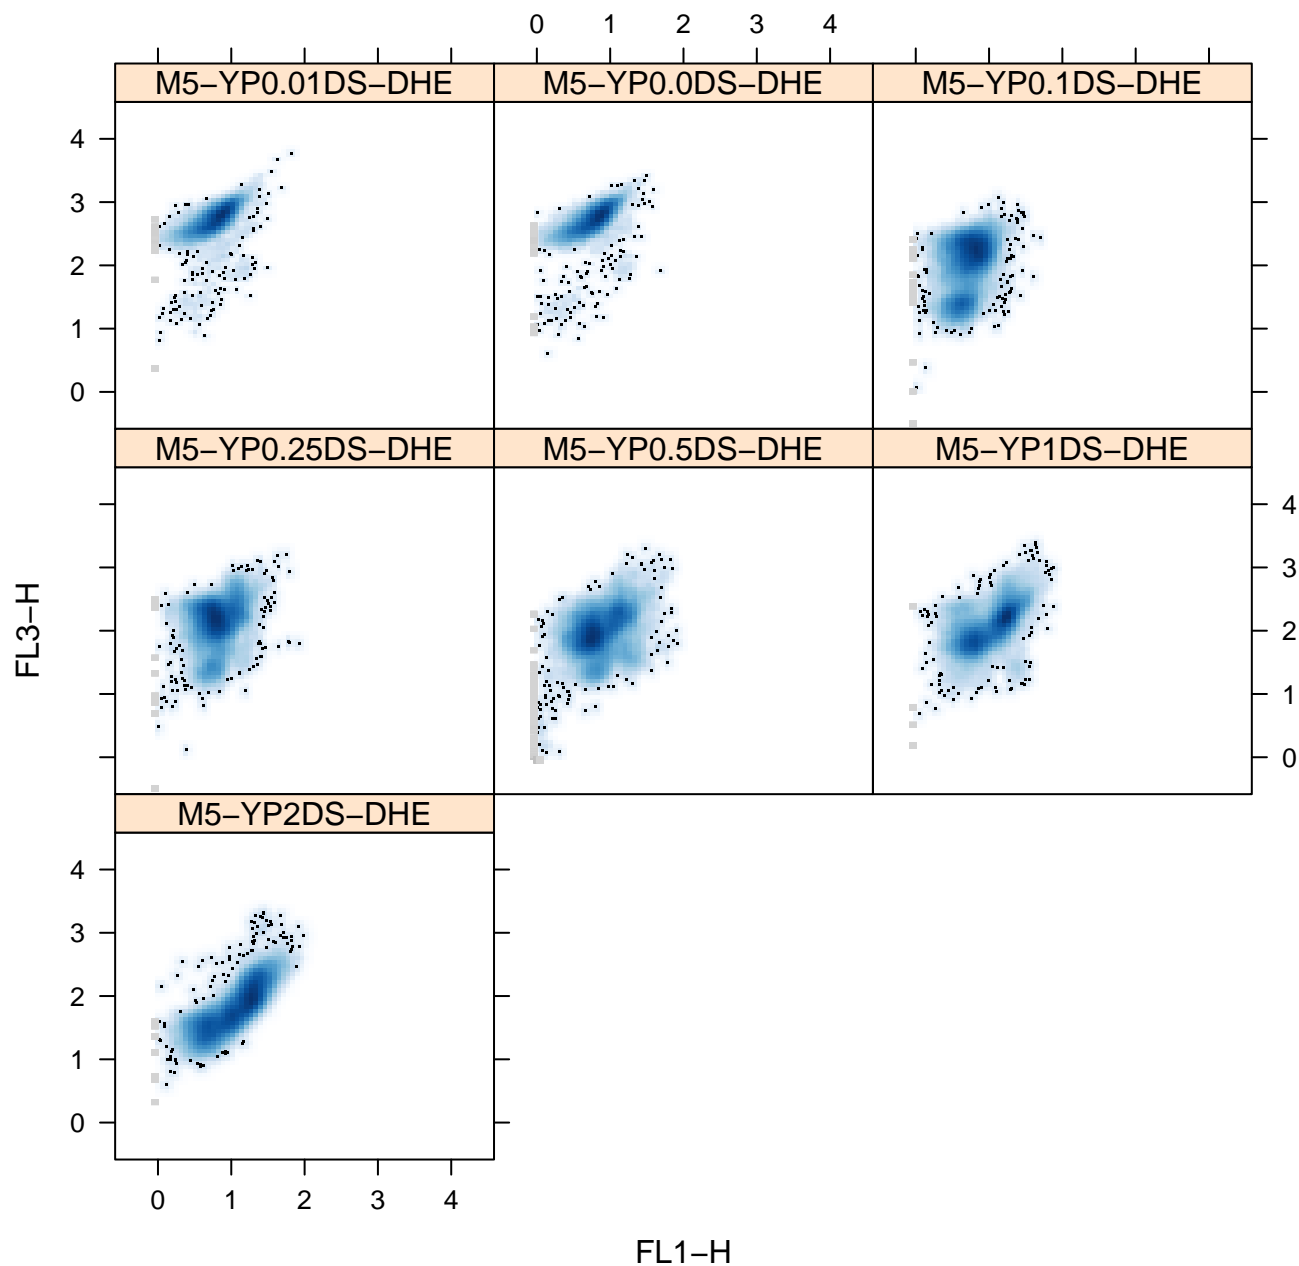 0 1 2 3 4
M5−YP0.01DS−DHE M5−YP0.0DS−DHE M5−YP0.1DS−DHE
4
3
2
1
0
M5−YP0.25DS−DHE M5−YP0.5DS−DHE M5−YP1DS−DHE
4
3
2
1
0
FL3−H
M5−YP2DS−DHE
4
3
2
1
0
0 1 2 3 4
FL1−H